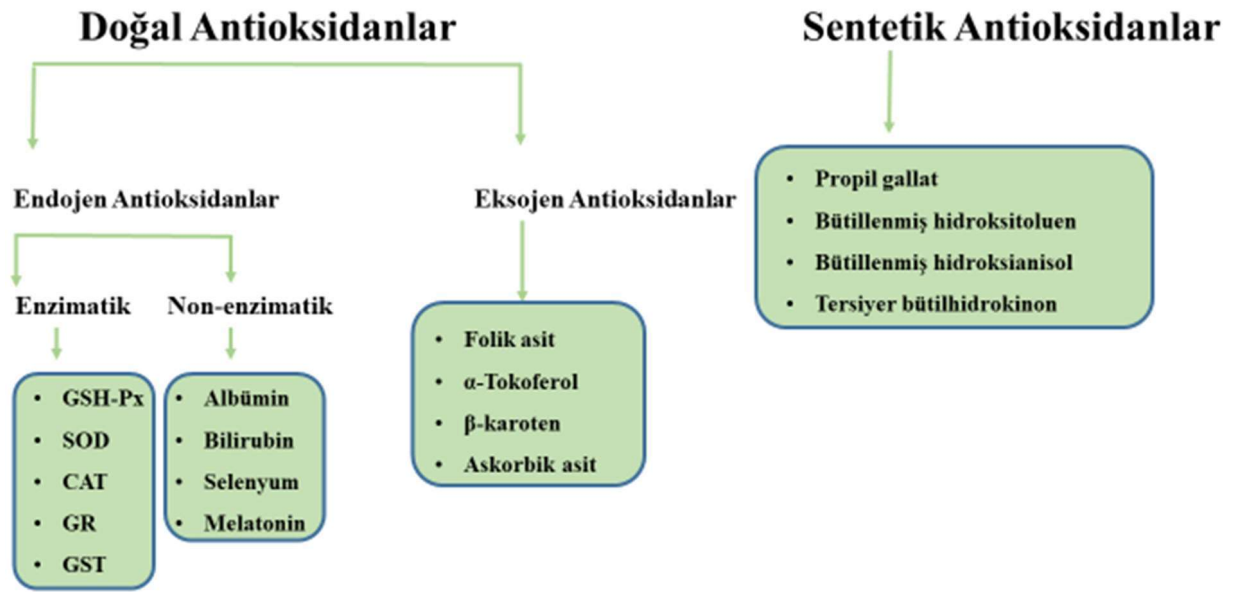 Doğal Antioksidanlar
Sentetik Antioksidanlar
Endojen Antioksidanlar
Eksojen Antioksidanlar
Enzimatik
Non-enzimatik
• GSH-Px
• SOD
• CAT
• GR
• GST
• Albümin
• Bilirubin
• Selenyum
• Melatonin
• Folik asit
• α-Tokoferol
• β-karoten
• Askorbik asit
• Propil gallat
• Bütillenmiş hidroksitoluen
• Bütillenmiş hidroksianisol
• Tersiyer bütilhidrokinon